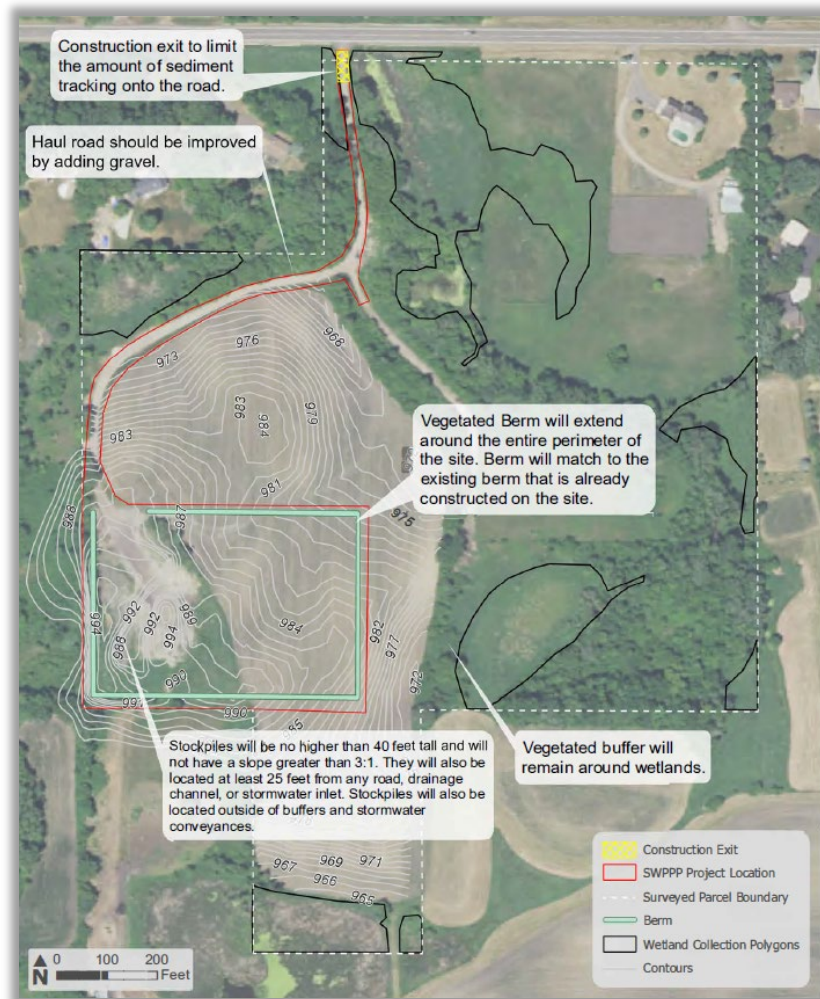 Construction exit to limit
the amount of sediment
tracking onto the road.
Haul road should be improved
by adding gravel.
968
976
973
983
979
984
983
981
Vegetated Berm will extend
around the entire perimeter of
the site. Berm will match to the
existing berm that is already
constructed on the site.
988
987
975
994
992
992
989
994
988
984
982
977
972
990
997
990
985
Stockpiles will be no higher than 40 feet tall and will
not have a slope greater than 3:1. They will also be
located at least 25 feet from any road, drainage
channel, or stormwater inlet. Stockpiles will also be
located outside of buffers and stormwater
conveyances.
Vegetated buffer will
remain around wetlands.
967
969
971
966
965
Construction Exit
SWPPP Project Location
Surveyed Parcel Boundary
Berm
Wetland Collection Polygons
Contours
N
0 100 200
Feet